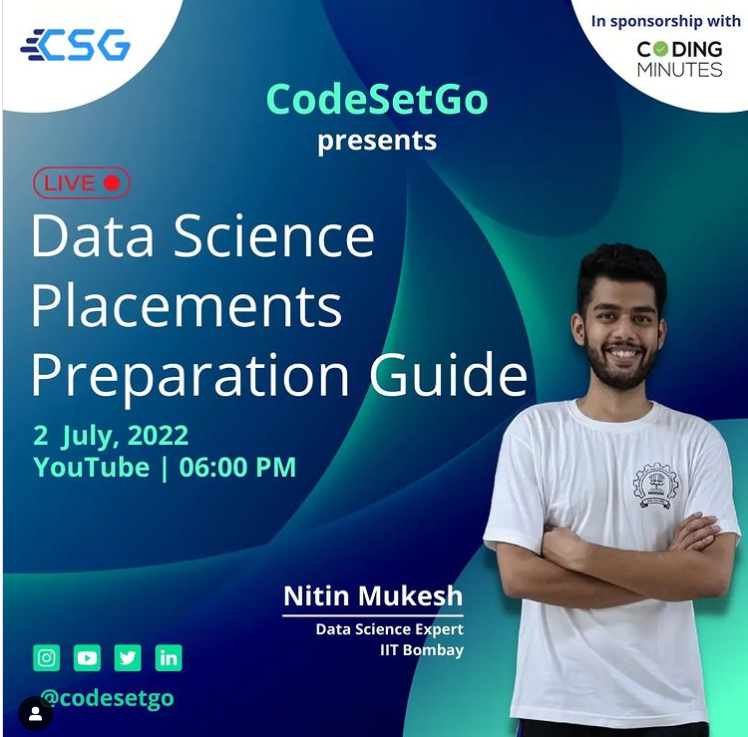 CSG
In sponsorship with
CODING
MINUTES
CodeSetGo
presents
LIVE
Data Science
Placements
Preparation Guide
2 July, 2022
YouTube | 06:00 PM
Nitin Mukesh
Data Science Expert
IIT Bombay
in
@codesetgo